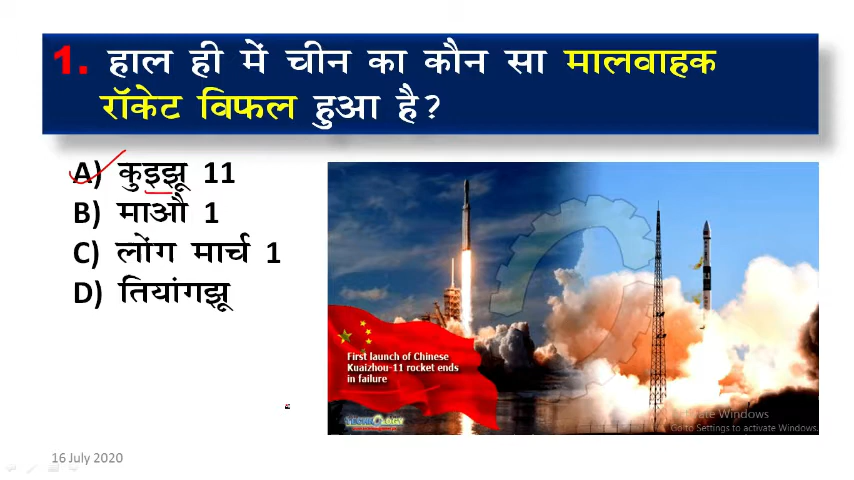 1. हाल ही में चीन का कौन सा मालवाहक
रॉकेट विफल हुआ है?
A) कुइझू 11
B) माओ 1
C) लोंग मार्च 1
D) तियांगझू
First launch of Chinese
Kuaizhou-11 rocket ends
in failure
Activate Windows
Go to Settings to activate Windows.
16 July 2020